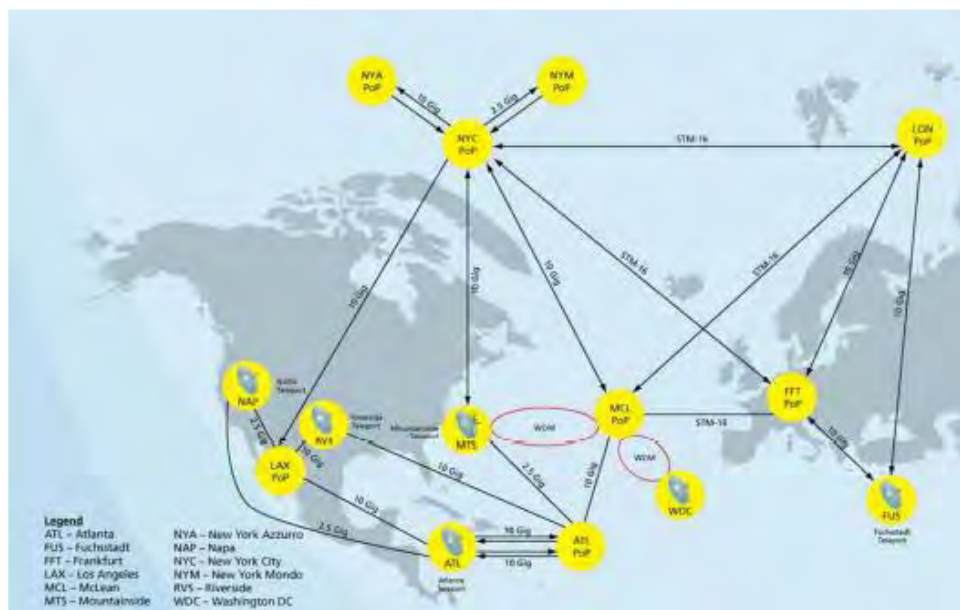 NYA
PoP
NYM
PoP
10 Gig
2.5 Gig
NYC
PoP
LON
PoP
STM-16
STM-16
STM-16
10 Gig
10 Gig
10 Gig
10 Gig
10 Gig
NAP
Teleport
RVS
Teleport
Mountainside
Teleport
MTS
WDM
MCL
PoP
STM-16
FFT
PoP
2.5 Gig
10 Gig
LAX
PoP
10 Gig
2.5 Gig
10 Gig
WDM
WDC
10 Gig
FUS
Fuchsstadt
Teleport
10 Gig
2.5 Gig
ATL
Atlanta
Teleport
10 Gig
10 Gig
ATL
PoP
Legend
ATL – Atlanta
FUS – Fuchsstadt
FFT – Frankfurt
LAX – Los Angeles
MCL – McLean
MTS – Mountainside
NYA – New York Azzurro
NAP – Napa
NYC – New York City
NYM – New York Mondo
RVS – Riverside
WDC – Washington DC